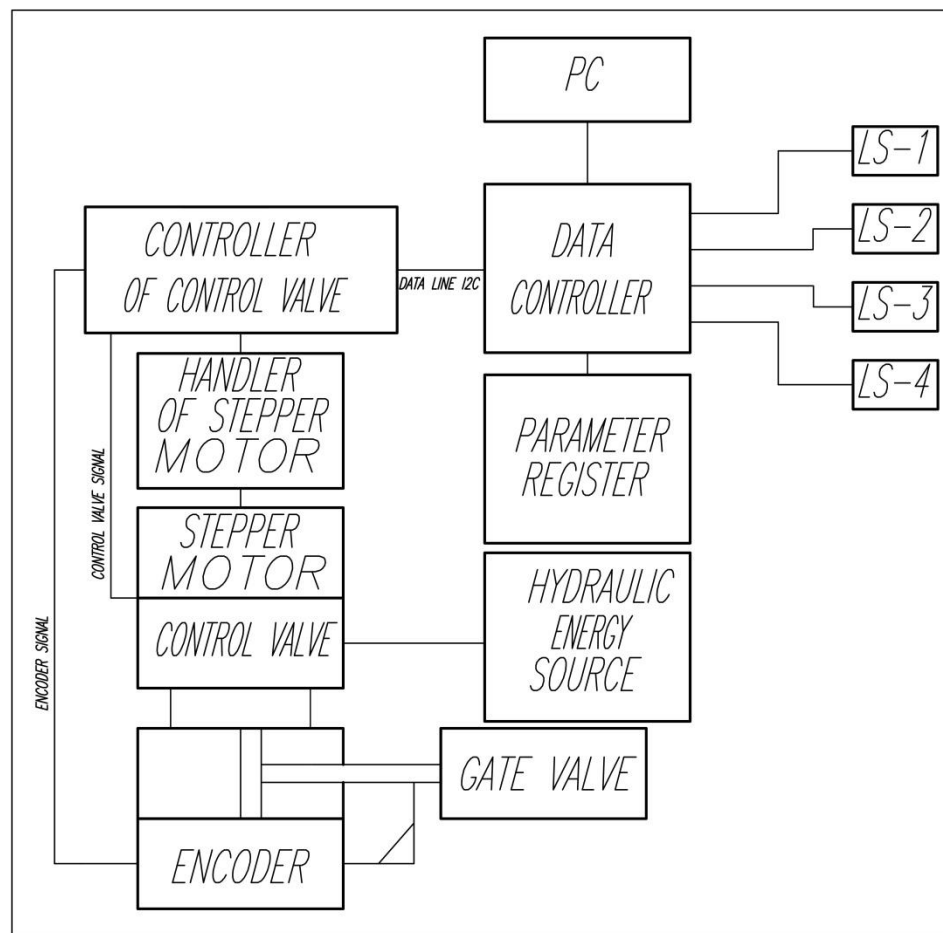 PC
LS-1
LS-2
LS-3
LS-4
CONTROLLER
OF CONTROL VALVE
DATA LINE I2C
DATA
CONTROLLER
HANDLER
OF STEPPER
MOTOR
PARAMETER
REGISTER
CONTROL VALVE SIGNAL
STEPPER
MOTOR
CONTROL VALVE
HYDRAULIC
ENERGY
SOURCE
ENCODER SIGNAL
GATE VALVE
ENCODER